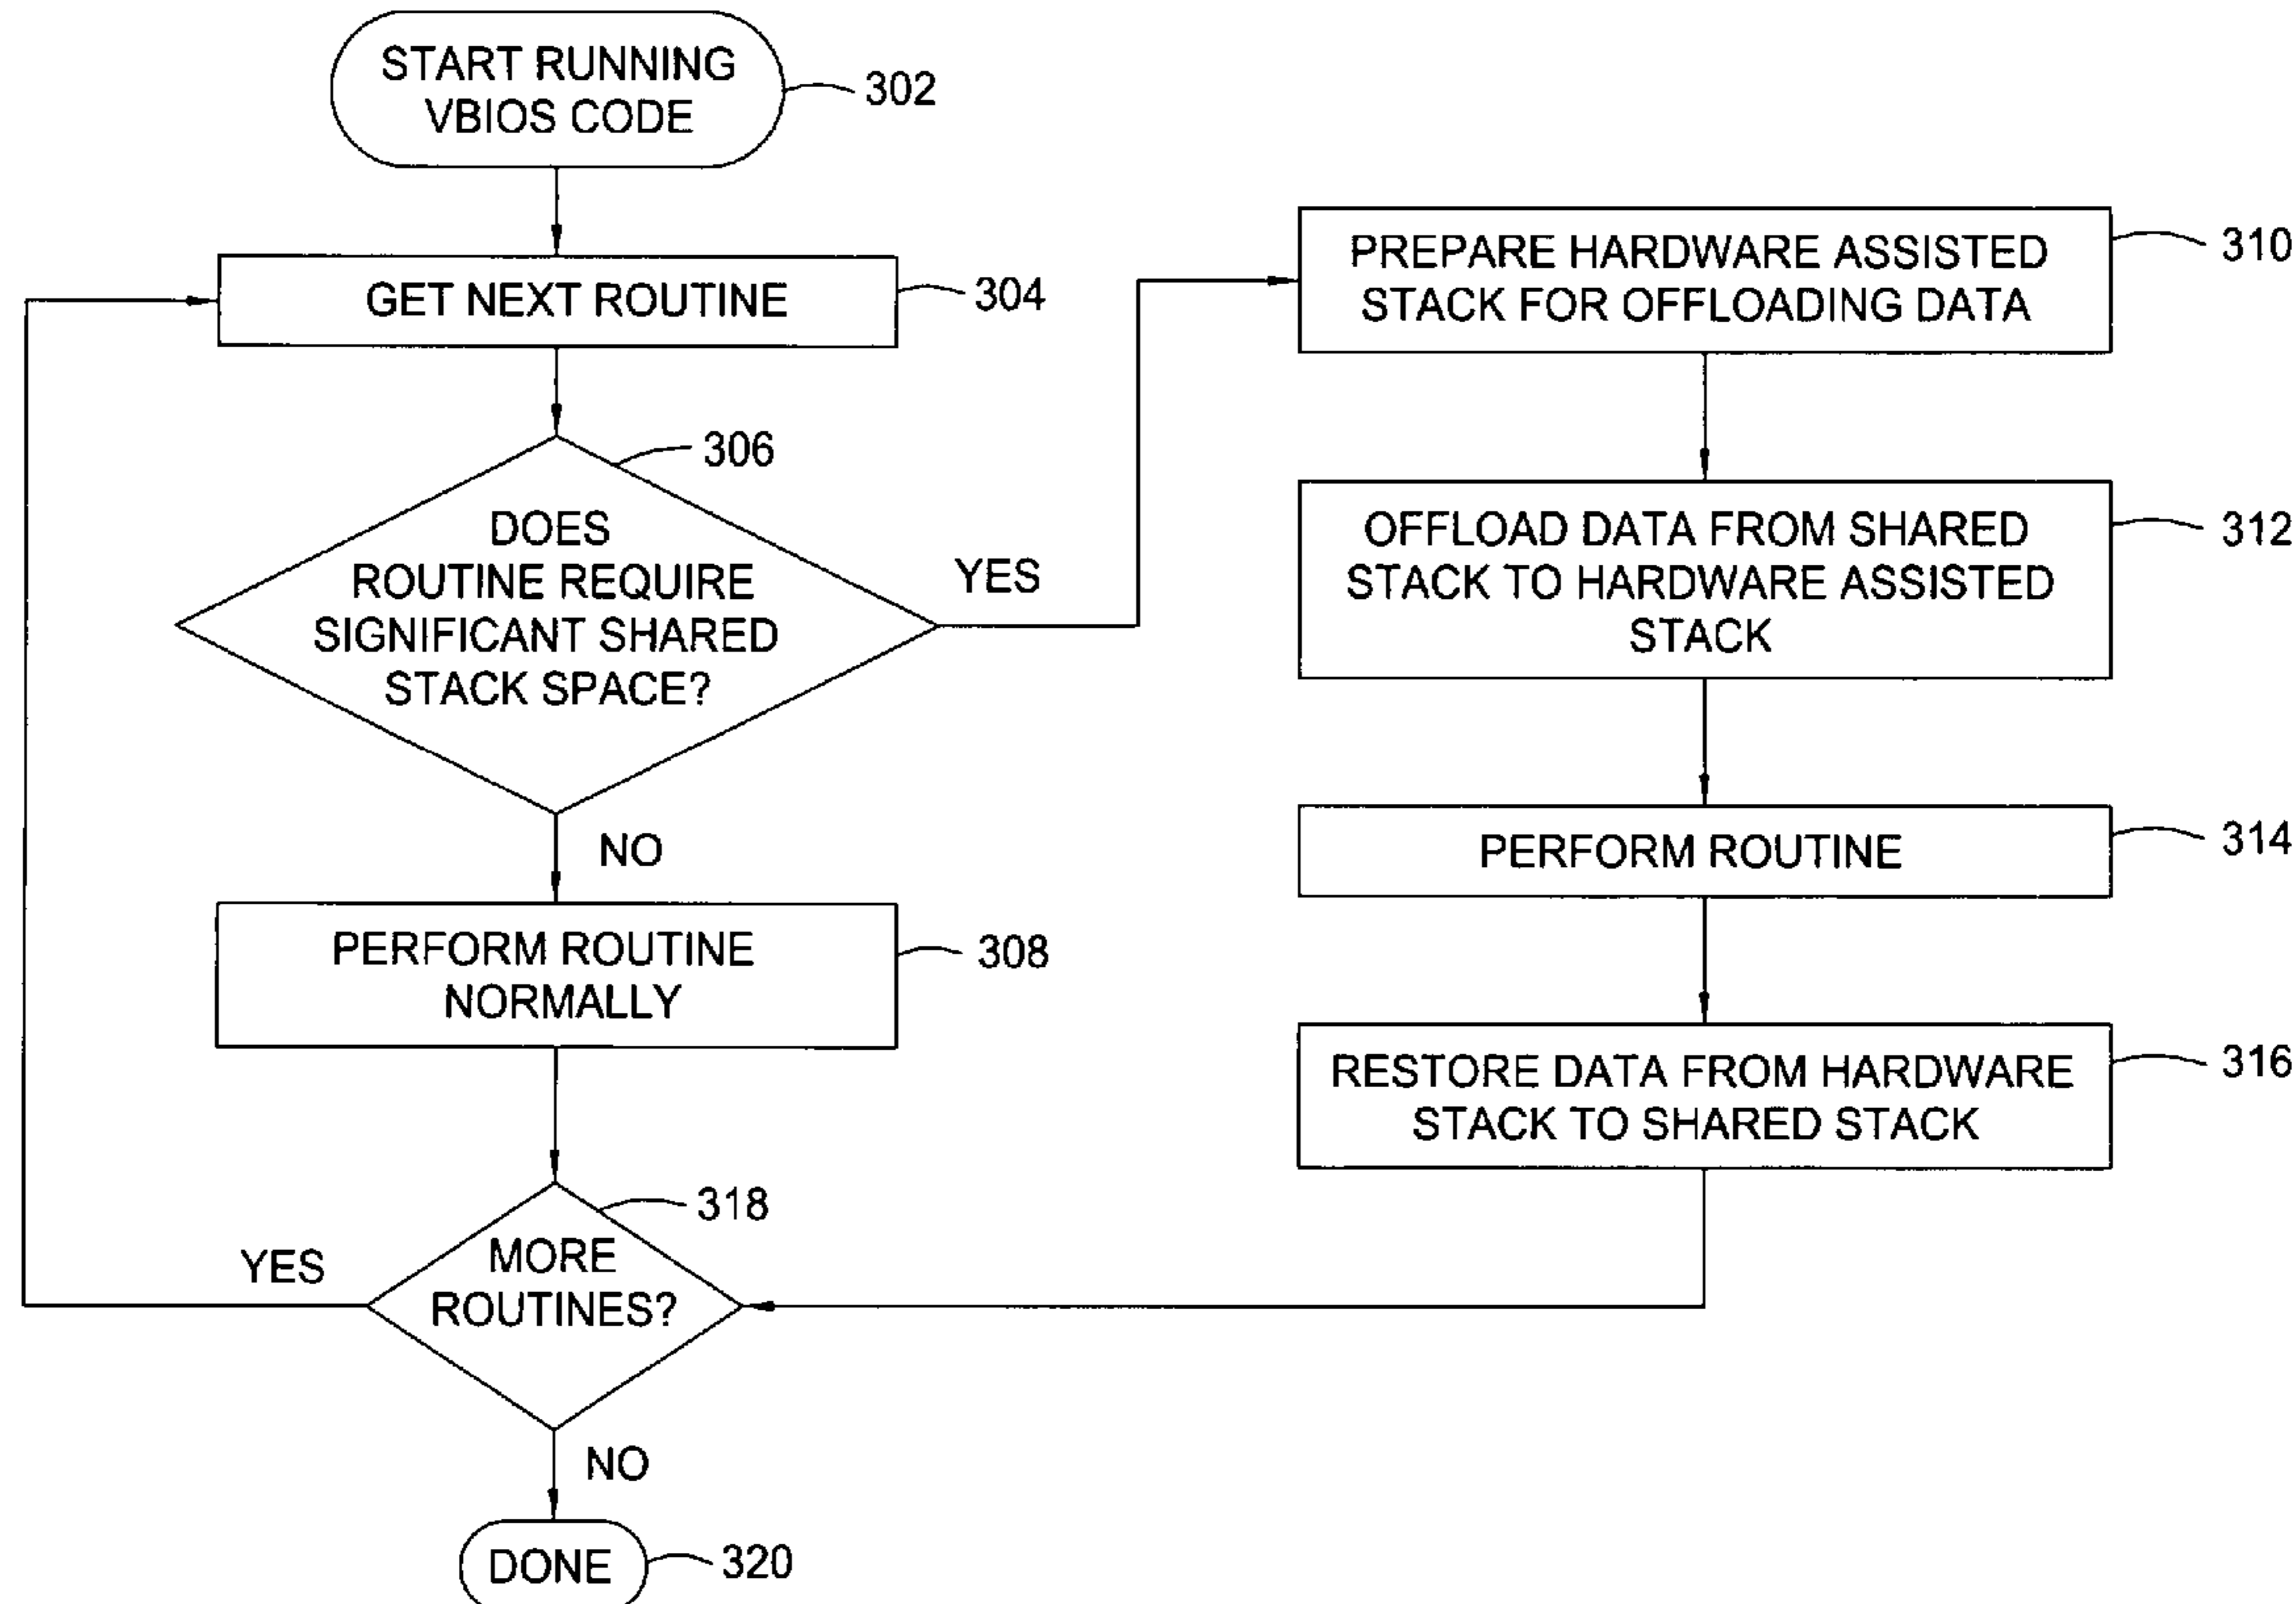 START RUNNING
VBIOS CODE
302
GET NEXT ROUTINE
304
306
DOES
ROUTINE REQUIRE
SIGNIFICANT SHARED
STACK SPACE?
YES
NO
PERFORM ROUTINE
NORMALLY
308
PREPARE HARDWARE ASSISTED
STACK FOR OFFLOADING DATA
310
OFFLOAD DATA FROM SHARED
STACK TO HARDWARE ASSISTED
STACK
312
PERFORM ROUTINE
314
RESTORE DATA FROM HARDWARE
STACK TO SHARED STACK
316
318
MORE
ROUTINES?
YES
NO
DONE
320